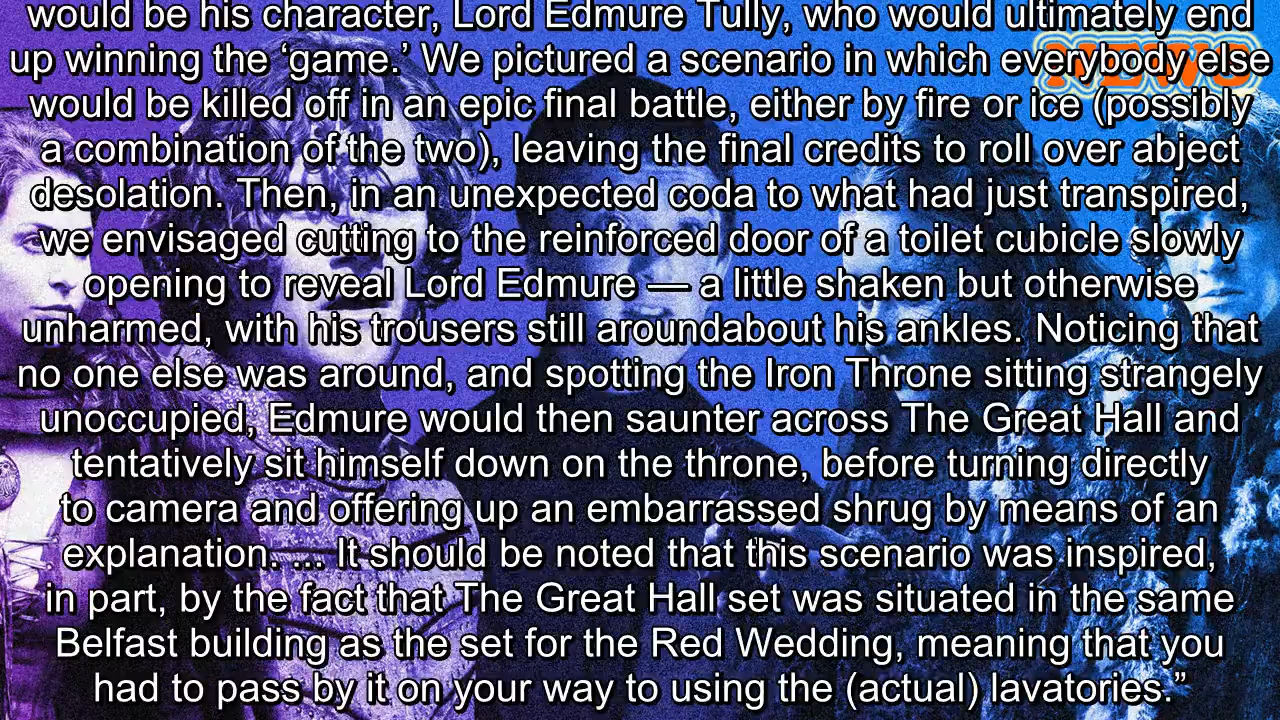 would be his character, Lord Edmure Tully, who would ultimately end
up winning the ‘game.’ We pictured a scenario in which everybody else
would be killed off in an epic final battle, either by fire or ice (possibly
a combination of the two), leaving the final credits to roll over abject
desolation. Then, in an unexpected coda to what had just transpired,
we envisaged cutting to the reinforced door of a toilet cubicle slowly
opening to reveal Lord Edmure — a little shaken but otherwise
unharmed, with his trousers still aroundabout his ankles. Noticing that
no one else was around, and spotting the Iron Throne sitting strangely
unoccupied, Edmure would then saunter across The Great Hall and
tentatively sit himself down on the throne, before turning directly
to camera and offering up an embarrassed shrug by means of an
explanation. ... It should be noted that this scenario was inspired,
in part, by the fact that The Great Hall set was situated in the same
Belfast building as the set for the Red Wedding, meaning that you
had to pass by it on your way to using the (actual) lavatories.”
NEWS